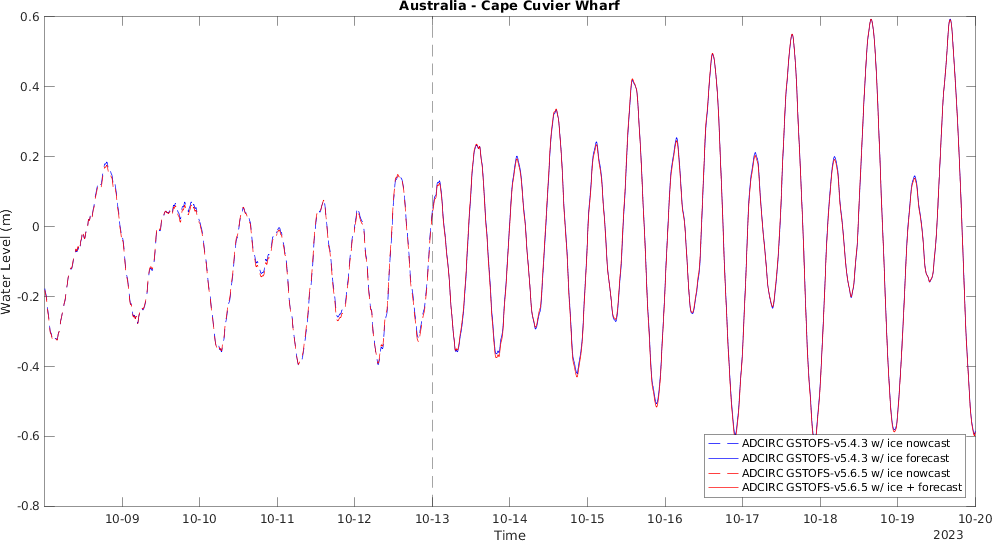 Australia - Cape Cuvier Wharf
0.6
0.4
0.2
0
-0.2
-0.4
-0.6
-0.8
Water Level (m)
ADCIRC GSTOFS-v5.4.3 w/ ice nowcast
ADCIRC GSTOFS-v5.4.3 w/ ice forecast
ADCIRC GSTOFS-v5.6.5 w/ ice nowcast
ADCIRC GSTOFS-v5.6.5 w/ ice + forecast
10-09 10-10 10-11 10-12 10-13 10-14 10-15 10-16 10-17 10-18 10-19 10-20
Time
2023